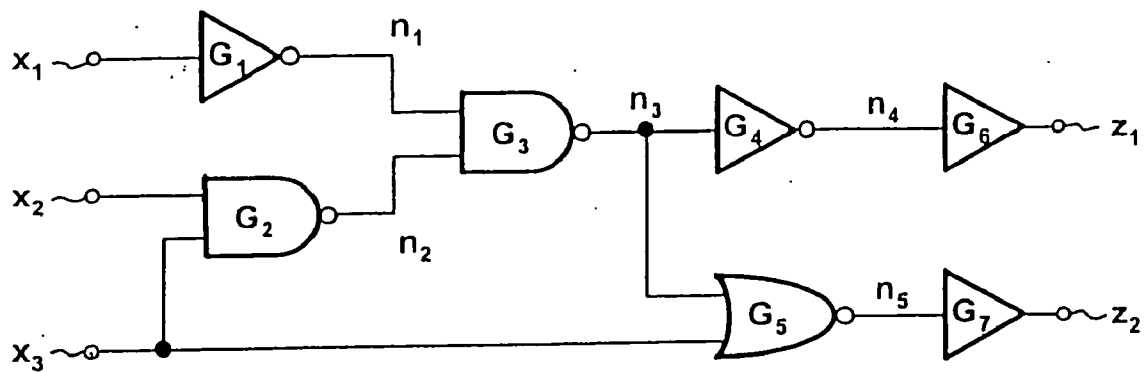 x₁
G₁
n₁
G₃
n₃
G₄
n₄
G₆
z₁
x₂
G₂
n₂
x₃
G₅
n₅
G₇
z₂